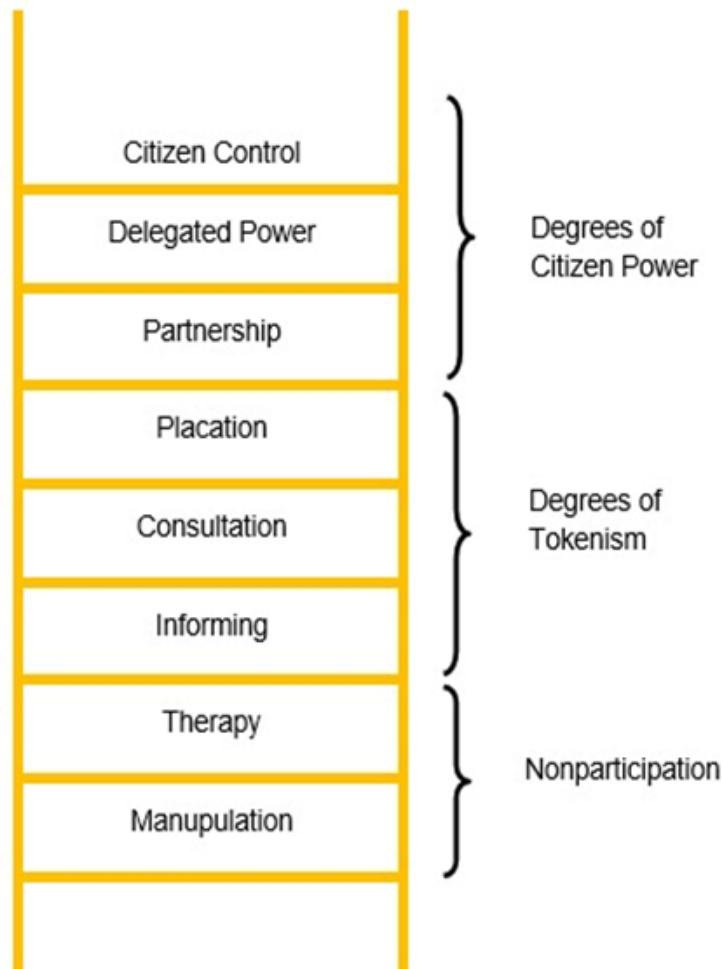 Citizen Control
Delegated Power
Partnership
Degrees of
Citizen Power
Placation
Consultation
Informing
Degrees of
Tokenism
Therapy
Manupulation
Nonparticipation